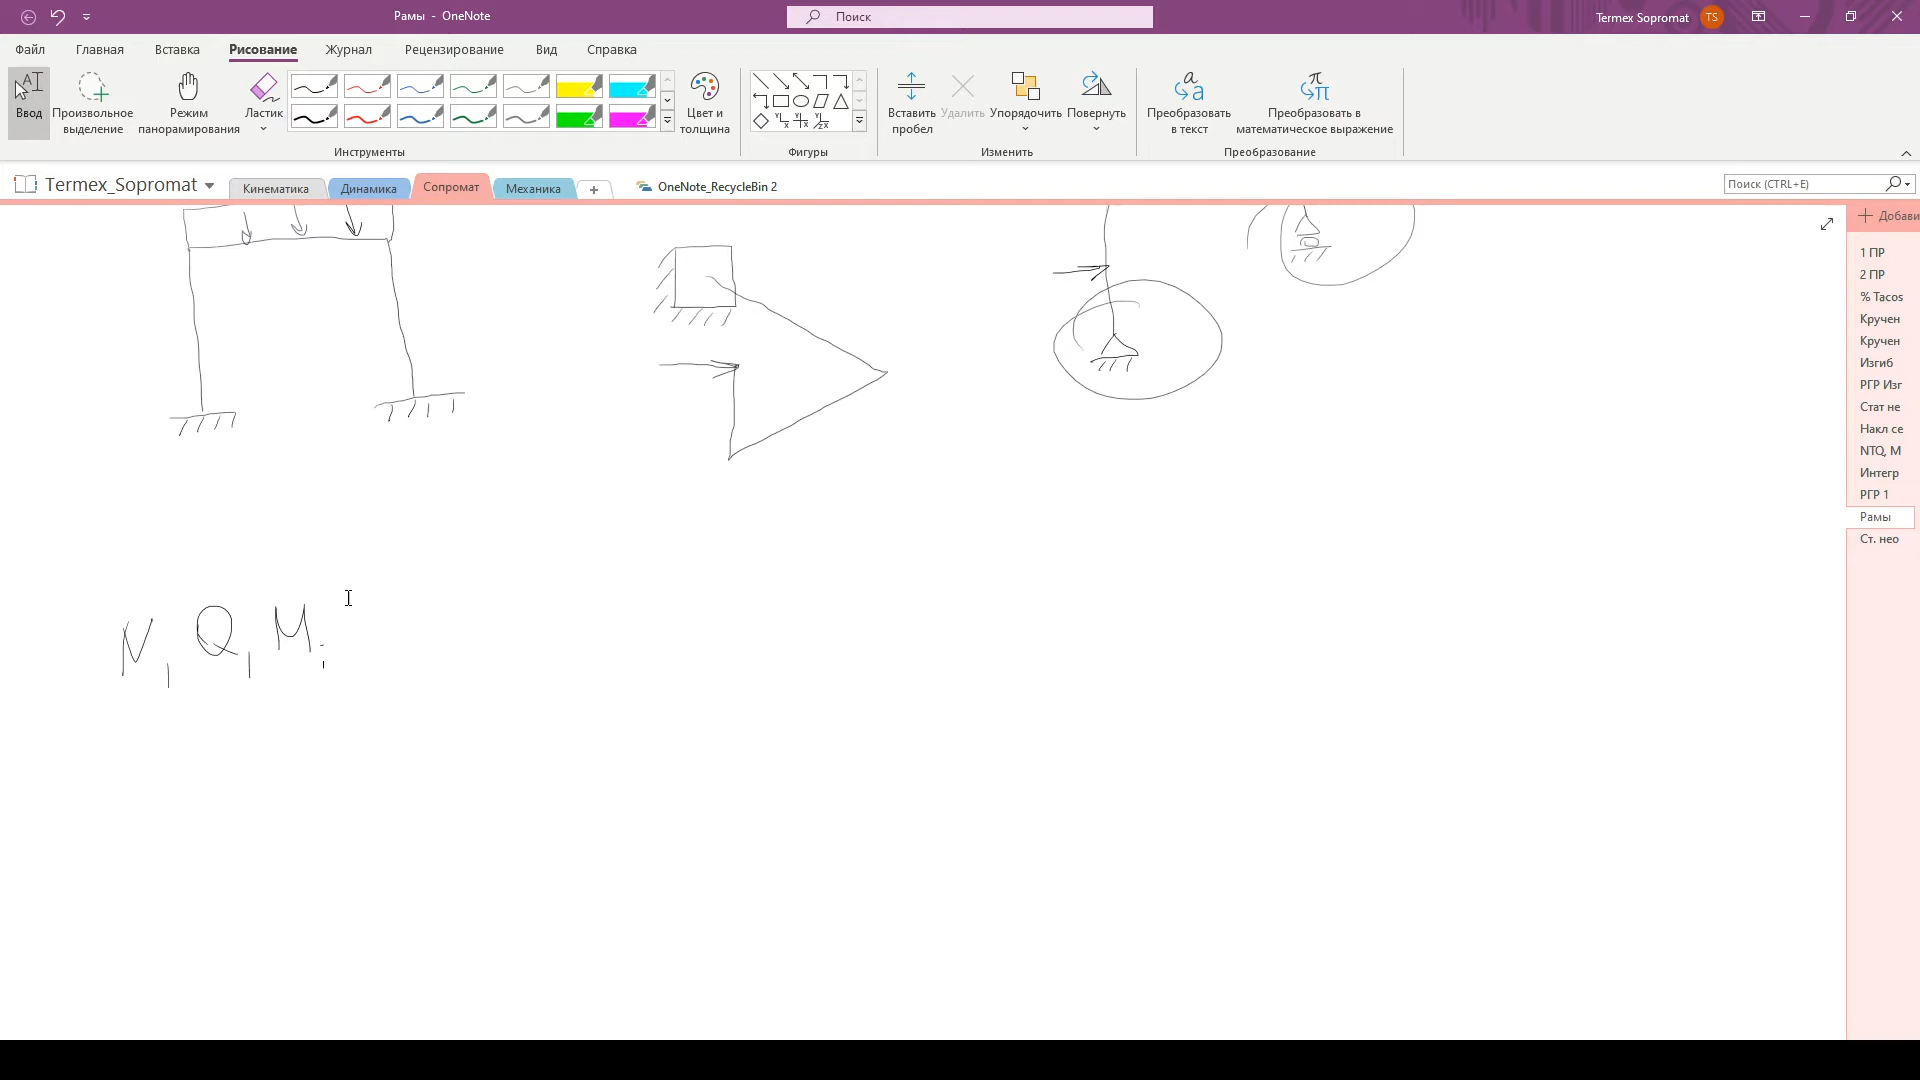 Рамы - OneNote
Поиск
Termex Sopromat
TS
Файл
Главная
Вставка
Рисование
Журнал
Рецензирование
Вид
Справка
Ввод
Произвольное выделение
Режим панорамирования
Ластик
Цвет и толщина
Инструменты
Фигуры
Вставить пробел
Удалить
Упорядочить
Повернуть
Изменить
Преобразовать в текст
Преобразовать в математическое выражение
Преобразование
Termex_Sopromat
Кинематика
Динамика
Сопромат
Механика
OneNote_RecycleBin 2
Поиск (CTRL+E)
Добави
1 ПР
2 ПР
% Tacos
Кручен
Кручен
Изгиб
РГР Изг
Стат не
Накл се
NTQ, M
Интегр
РГР 1
Рамы
Ст. нео
N, Q, M;